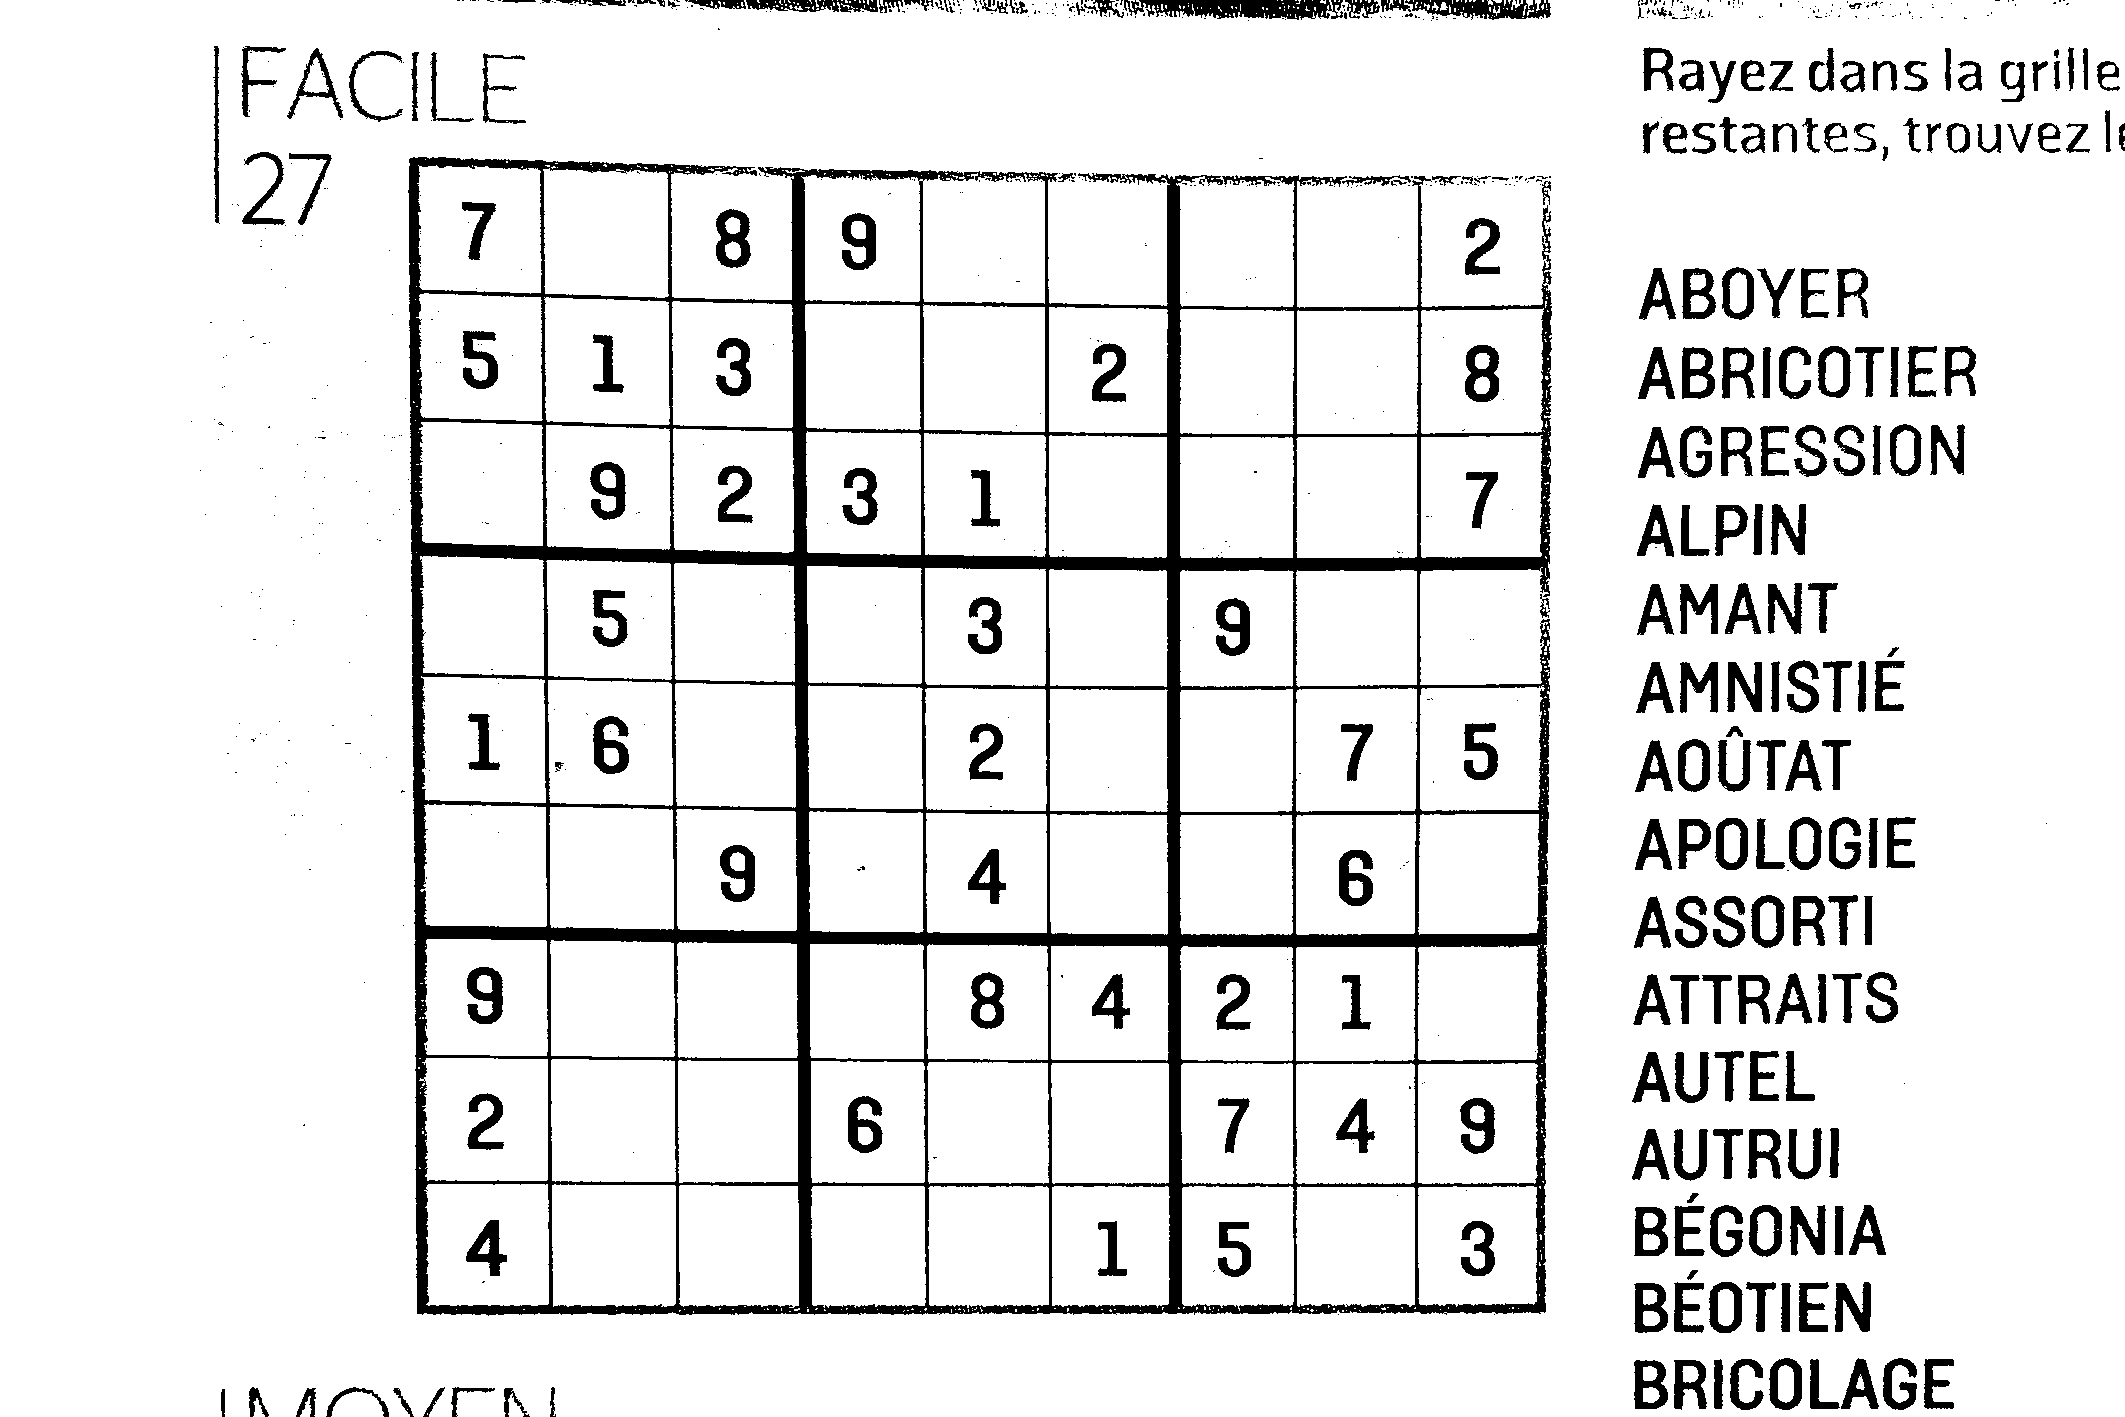 FACILE
27
7 8 9 2
5 1 3 2 8
9 2 3 1 7
5 3 9
1 6 2 7 5
9 4 6
9 8 4 2 1
2 6 7 4 9
4 1 5 3
MOYEN
Rayez dans la grille
restantes, trouvez
ABOYER
ABRICOTIER
AGRESSION
ALPIN
AMANT
AMNISTIÉ
AOÛTAT
APOLOGIE
ASSORTI
ATTRAITS
AUTEL
AUTRUI
BÉGONIA
BÉOTIEN
BRICOLAGE